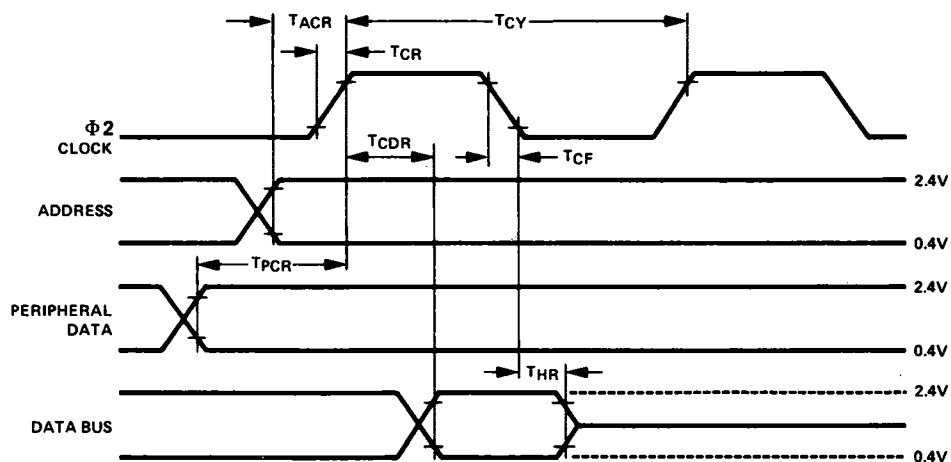 TACR
TCY
TCR
Φ2
CLOCK
TCDR
TCF
2.4V
ADDRESS
0.4V
TPCR
2.4V
PERIPHERAL
DATA
0.4V
THR
2.4V
DATA BUS
0.4V